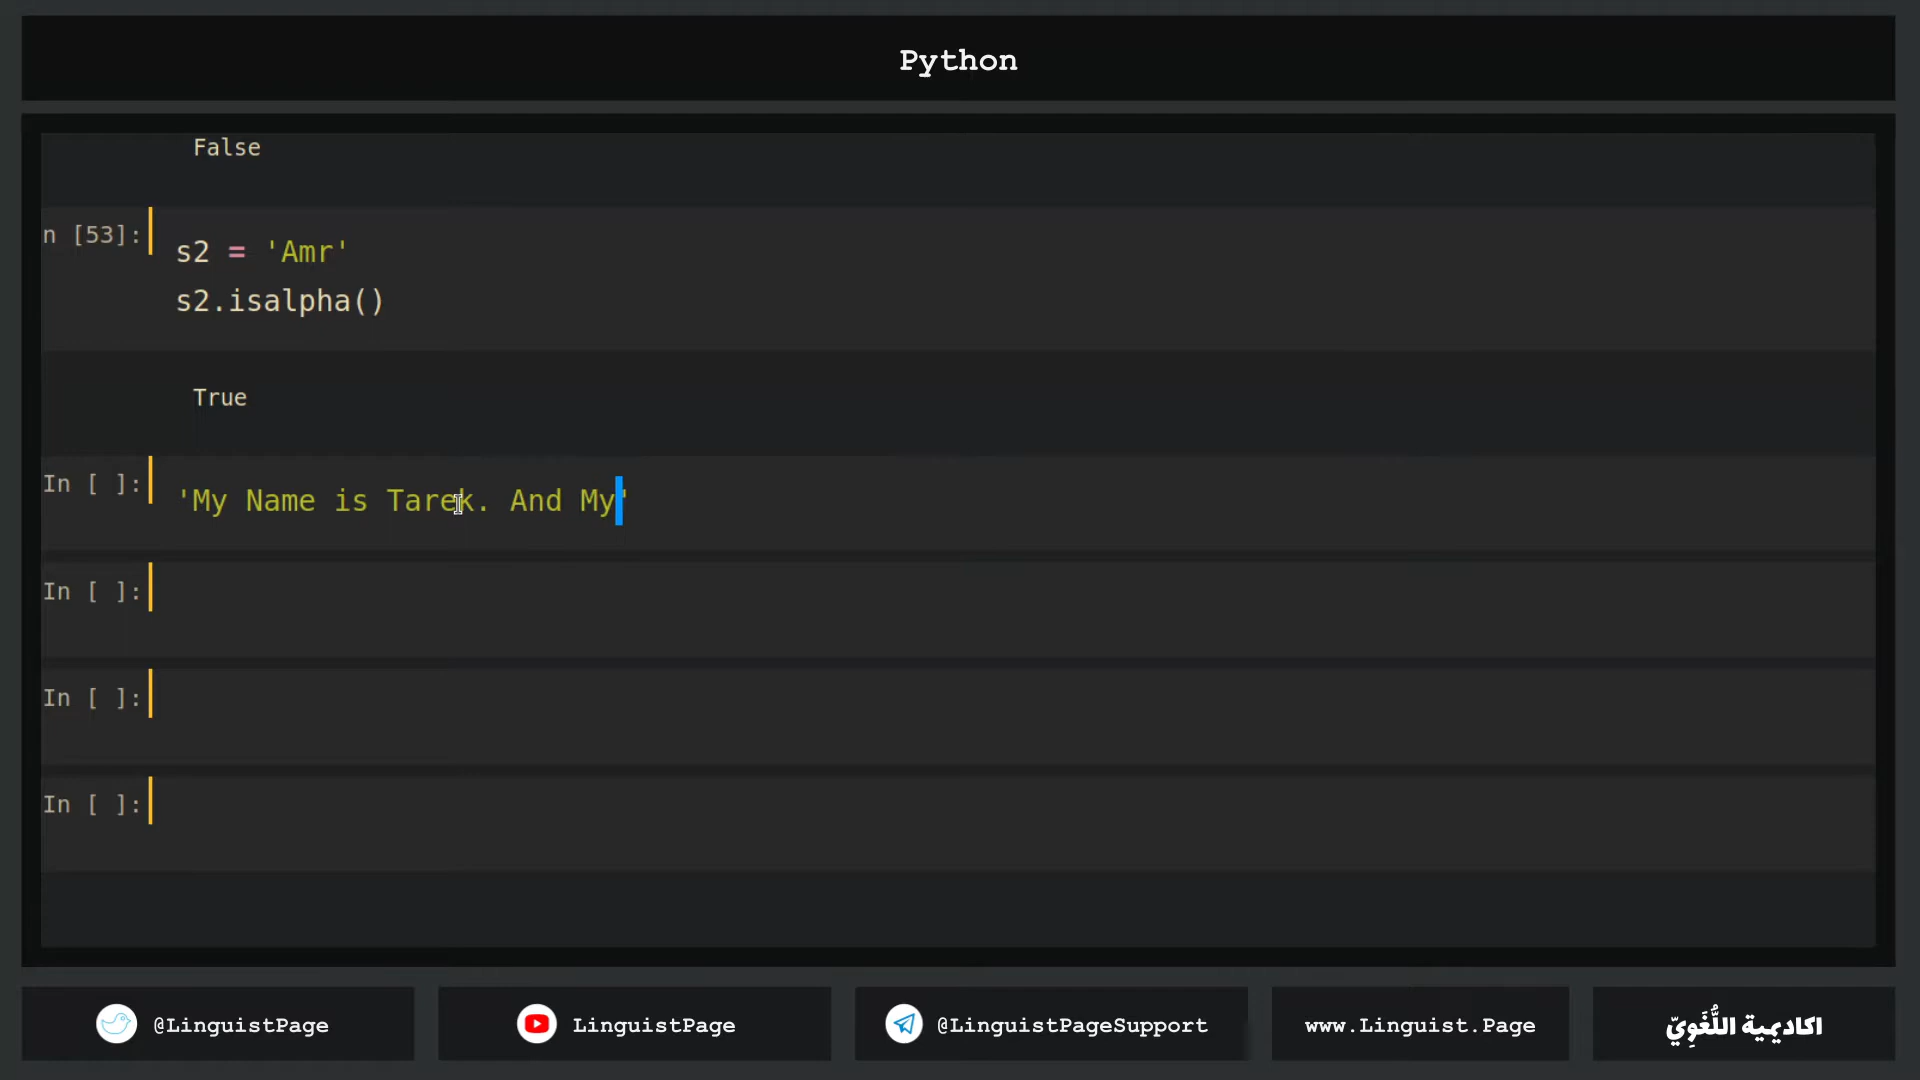 Python
False
n [53]:
s2 = 'Amr'
s2.isalpha()
True
In [ ]:
'My Name is Tarek. And My'
In [ ]:
In [ ]:
In [ ]:
@LinguistPage
LinguistPage
@LinguistPageSupport
www.Linguist.Page
اكاديمية اللُّغَوِيّ